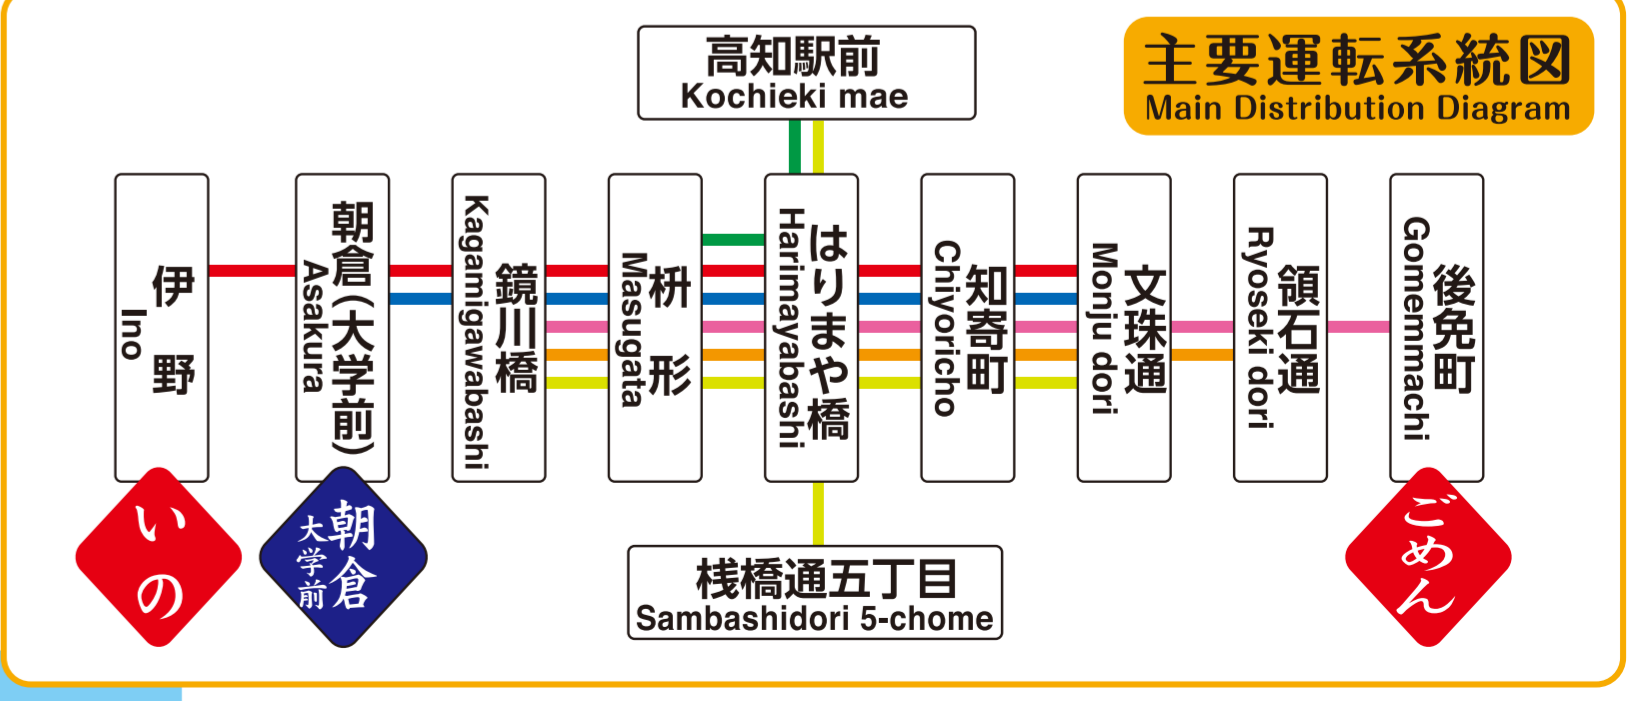 主要運転系統図
Main Distribution Diagram
高知駅前
Kochieki mae
伊野
Ino
朝倉(大学前)
Asakura
鏡川橋
Kagamigawabashi
枡形
Masugata
はりまや橋
Harimayabashi
知寄町
Chiyoricho
文珠通
Monju dori
領石通
Ryoseki dori
後免町
Gomemmachi
いの
朝倉
大学前
ごめん
桟橋通五丁目
Sambashidori 5-chome